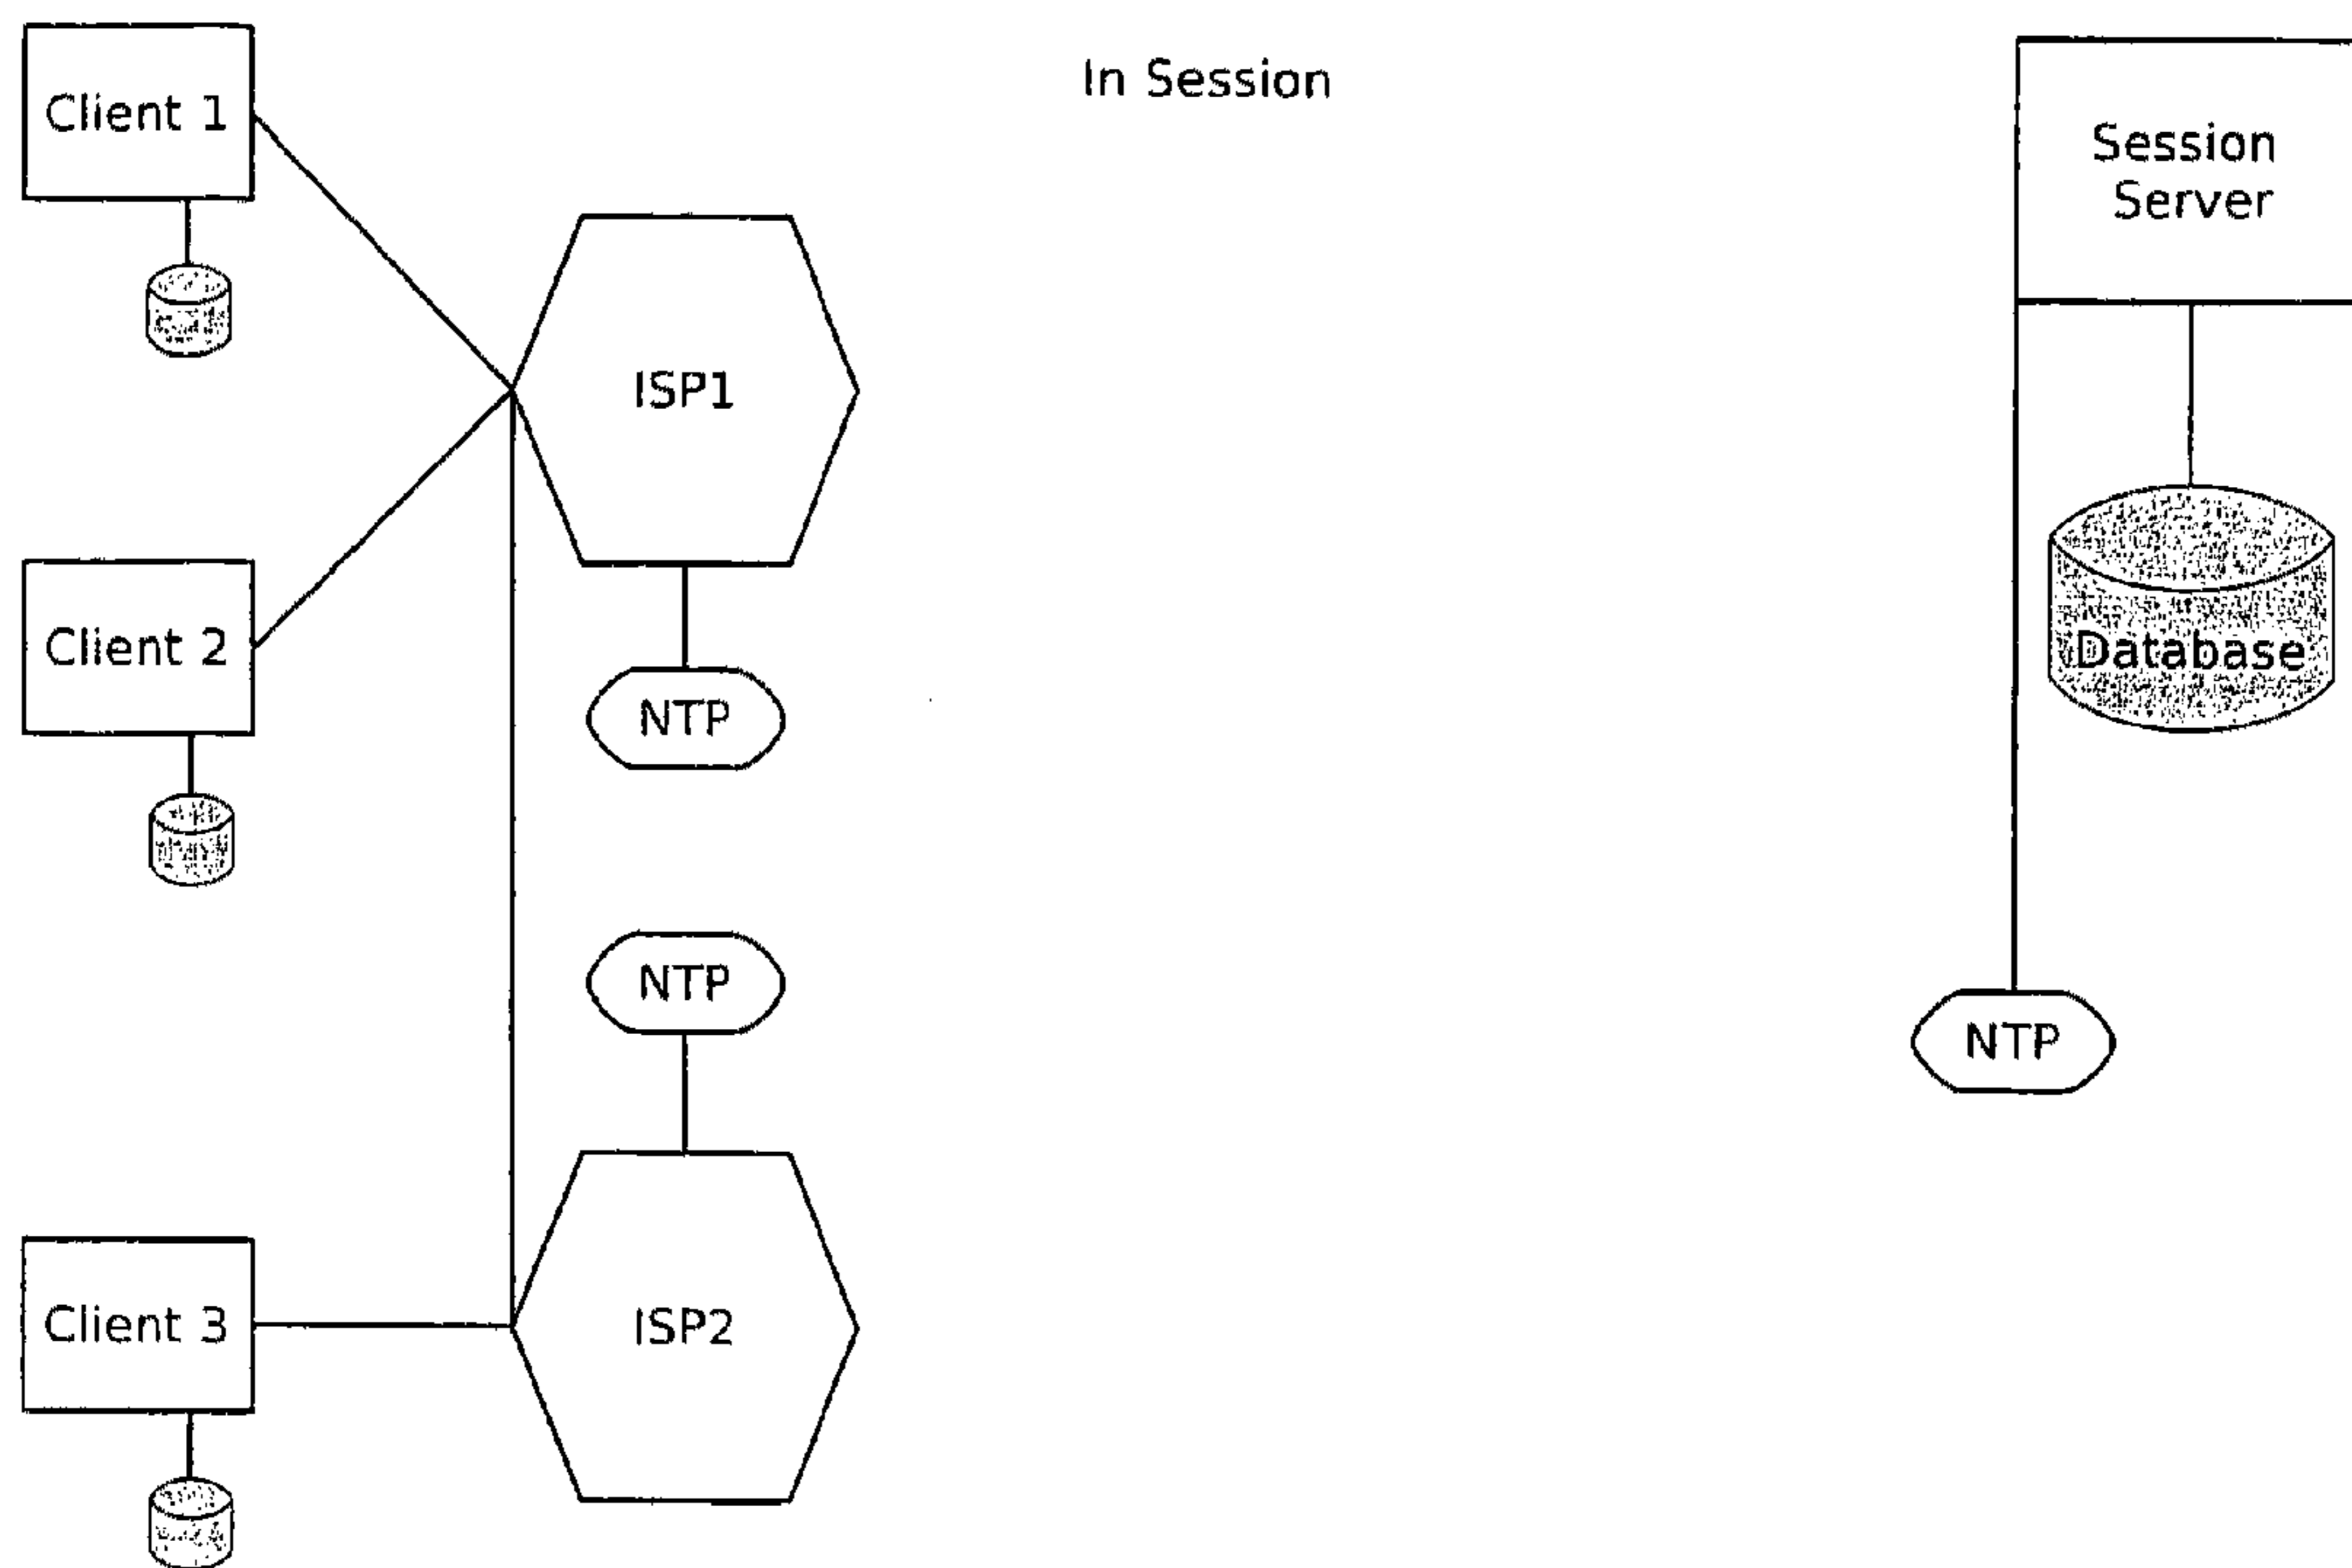 In Session
Client 1
Session
Server
ISP1
Client 2
Database
NTP
NTP
NTP
Client 3
ISP2